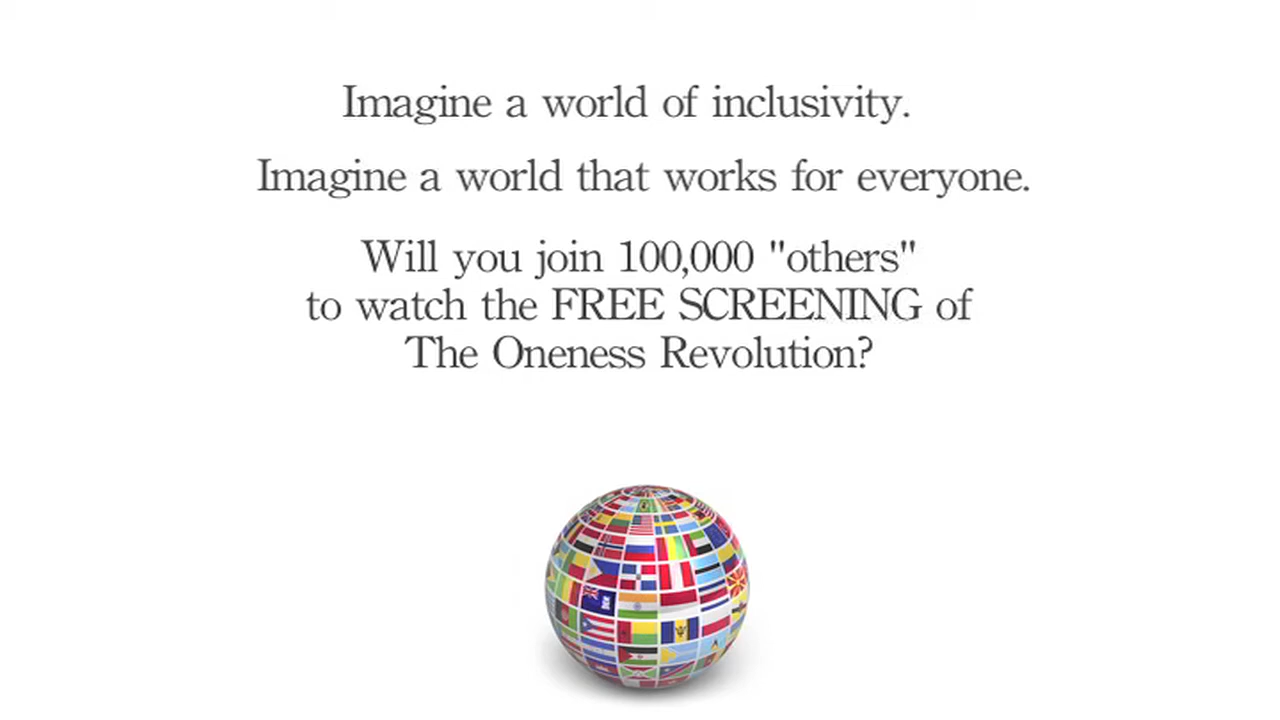 Imagine a world of inclusivity.
Imagine a world that works for everyone.
Will you join 100,000 "others"
to watch the FREE SCREENING of
The Oneness Revolution?